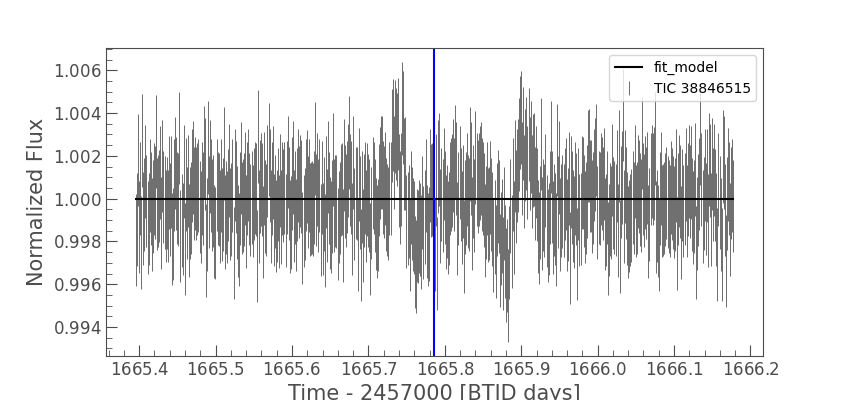 1.006
1.004
1.002
1.000
0.998
0.996
0.994
Normalized Flux
fit_model
TIC 38846515
1665.4 1665.5 1665.6 1665.7 1665.8 1665.9 1666.0 1666.1 1666.2
Time - 2457000 [BTJD days]